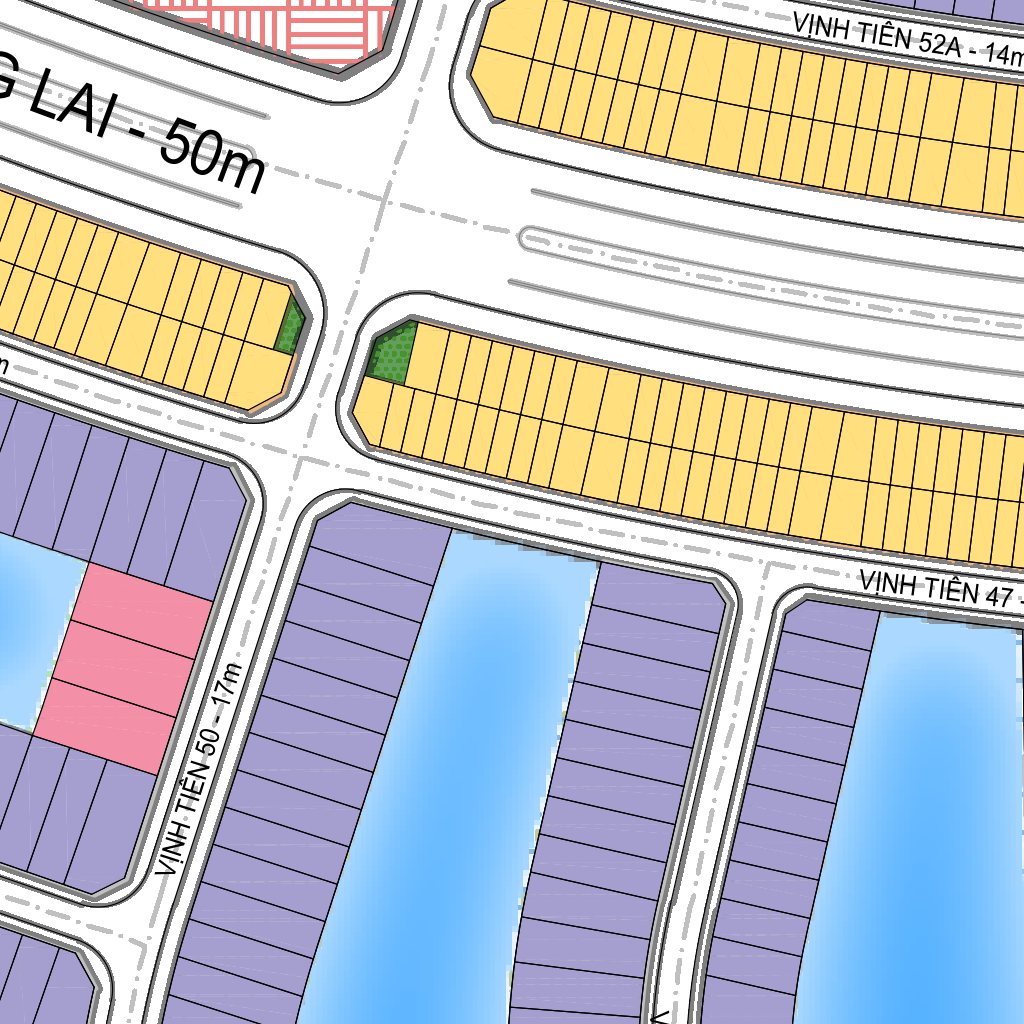 VỊNH TIÊN 52A - 14m
G LAI - 50m
m
VỊNH TIÊN 47 -
VỊNH TIÊN 50 - 17m
V